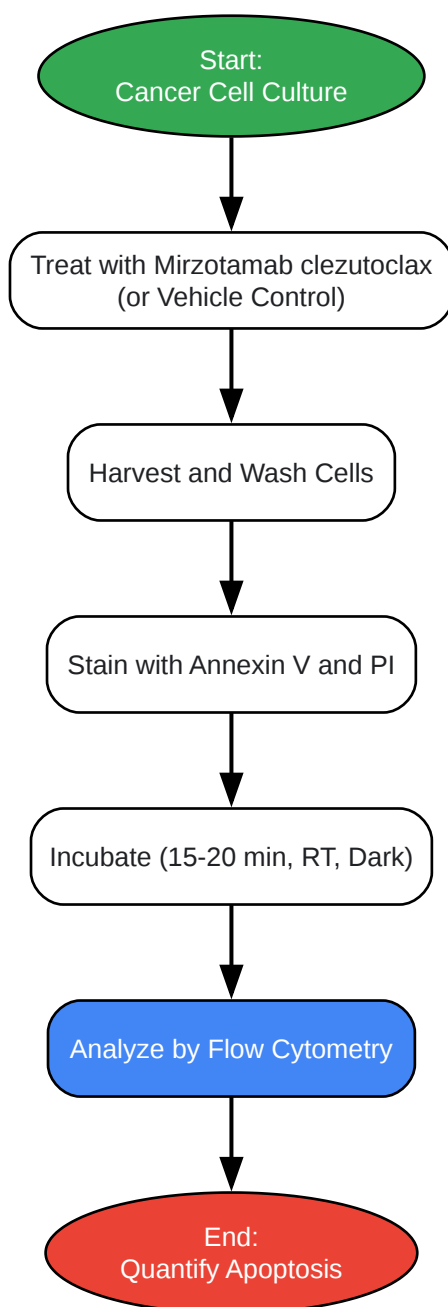 Start:
Cancer Cell Culture
Treat with Mirzotamab clezutoclax
(or Vehicle Control)
Harvest and Wash Cells
Stain with Annexin V and PI
Incubate (15-20 min, RT, Dark)
Analyze by Flow Cytometry
End:
Quantify Apoptosis